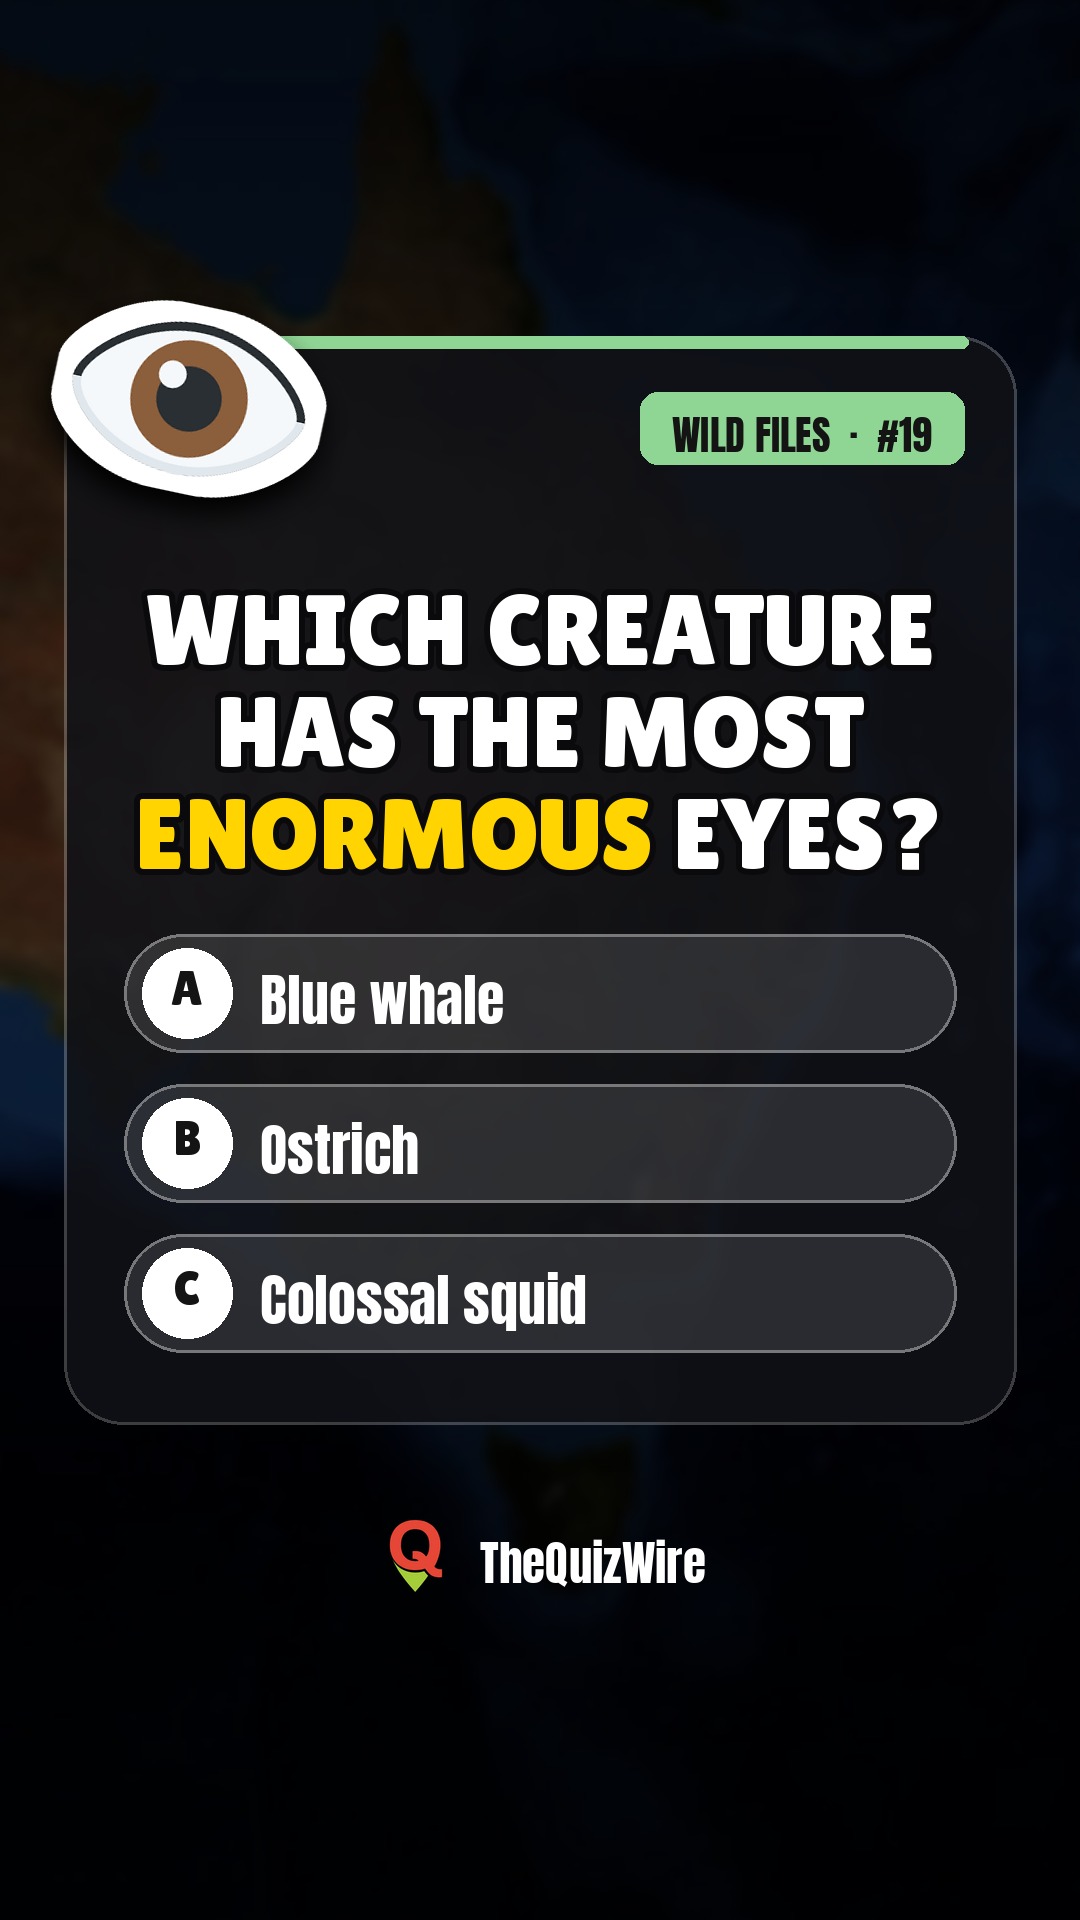 WILD FILES · #19
WHICH CREATURE
HAS THE MOST
ENORMOUS EYES?
A Blue whale
B Ostrich
C Colossal squid
Q TheQuizWire